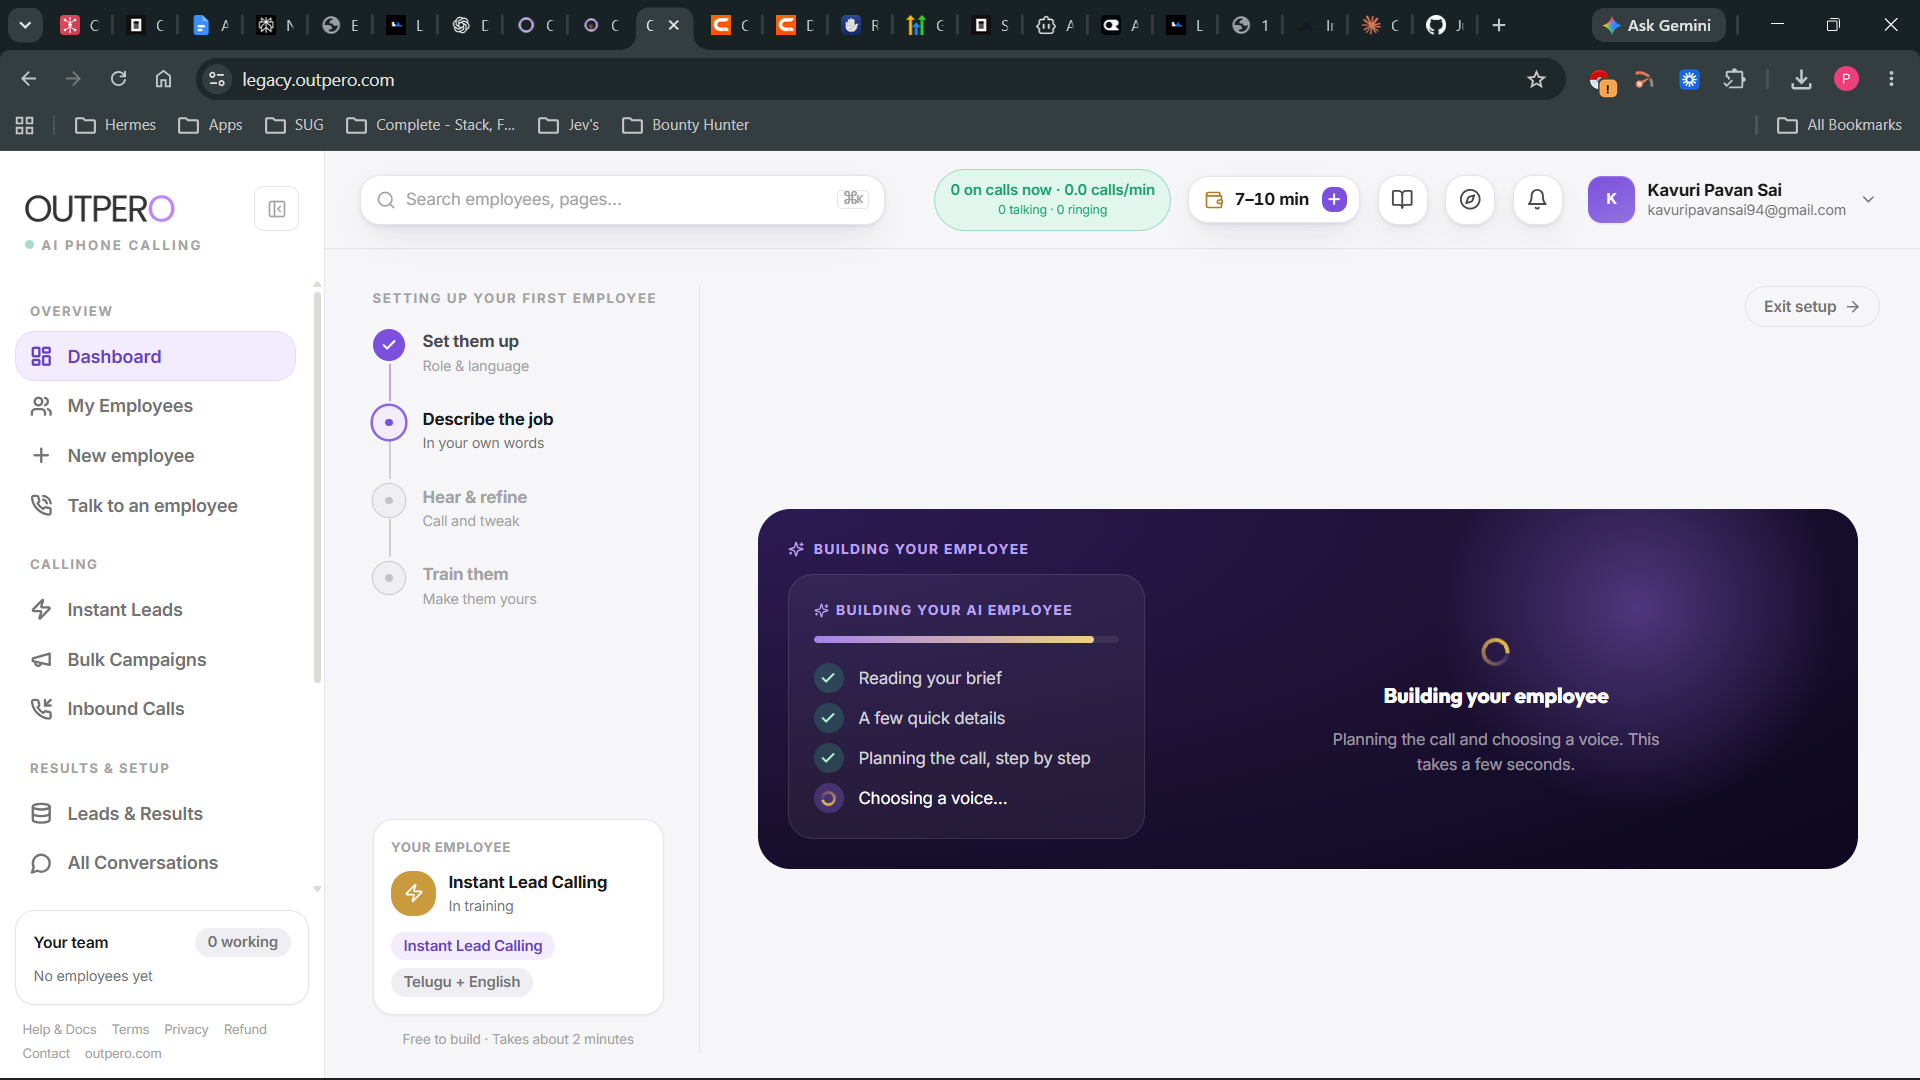 C
C
A
N
E
L
D
C
C
C
C
D
R
C
S
A
A
L
1
Ir
C
Ask Gemini
legacy.outpero.com
P
Hermes
Apps
SUG
Complete - Stack, F...
Jev's
Bounty Hunter
All Bookmarks
OUTPERO
AI PHONE CALLING
Search employees, pages...
⌘K
0 on calls now · 0.0 calls/min
0 talking · 0 ringing
7–10 min
K
Kavuri Pavan Sai
kavuripavansai94@gmail.com
OVERVIEW
Dashboard
My Employees
New employee
Talk to an employee
CALLING
Instant Leads
Bulk Campaigns
Inbound Calls
RESULTS & SETUP
Leads & Results
All Conversations
Your team
0 working
No employees yet
Help & Docs Terms Privacy Refund
Contact outpero.com
SETTING UP YOUR FIRST EMPLOYEE
Set them up
Role & language
Describe the job
In your own words
Hear & refine
Call and tweak
Train them
Make them yours
YOUR EMPLOYEE
Instant Lead Calling
In training
Instant Lead Calling
Telugu + English
Free to build · Takes about 2 minutes
Exit setup
BUILDING YOUR EMPLOYEE
BUILDING YOUR AI EMPLOYEE
Reading your brief
A few quick details
Planning the call, step by step
Choosing a voice...
Building your employee
Planning the call and choosing a voice. This
takes a few seconds.